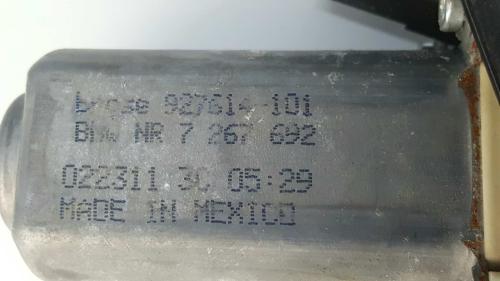 brose 927614-101
BMW NR 7 267 692
022311 3C 05:29
MADE IN MEXICO